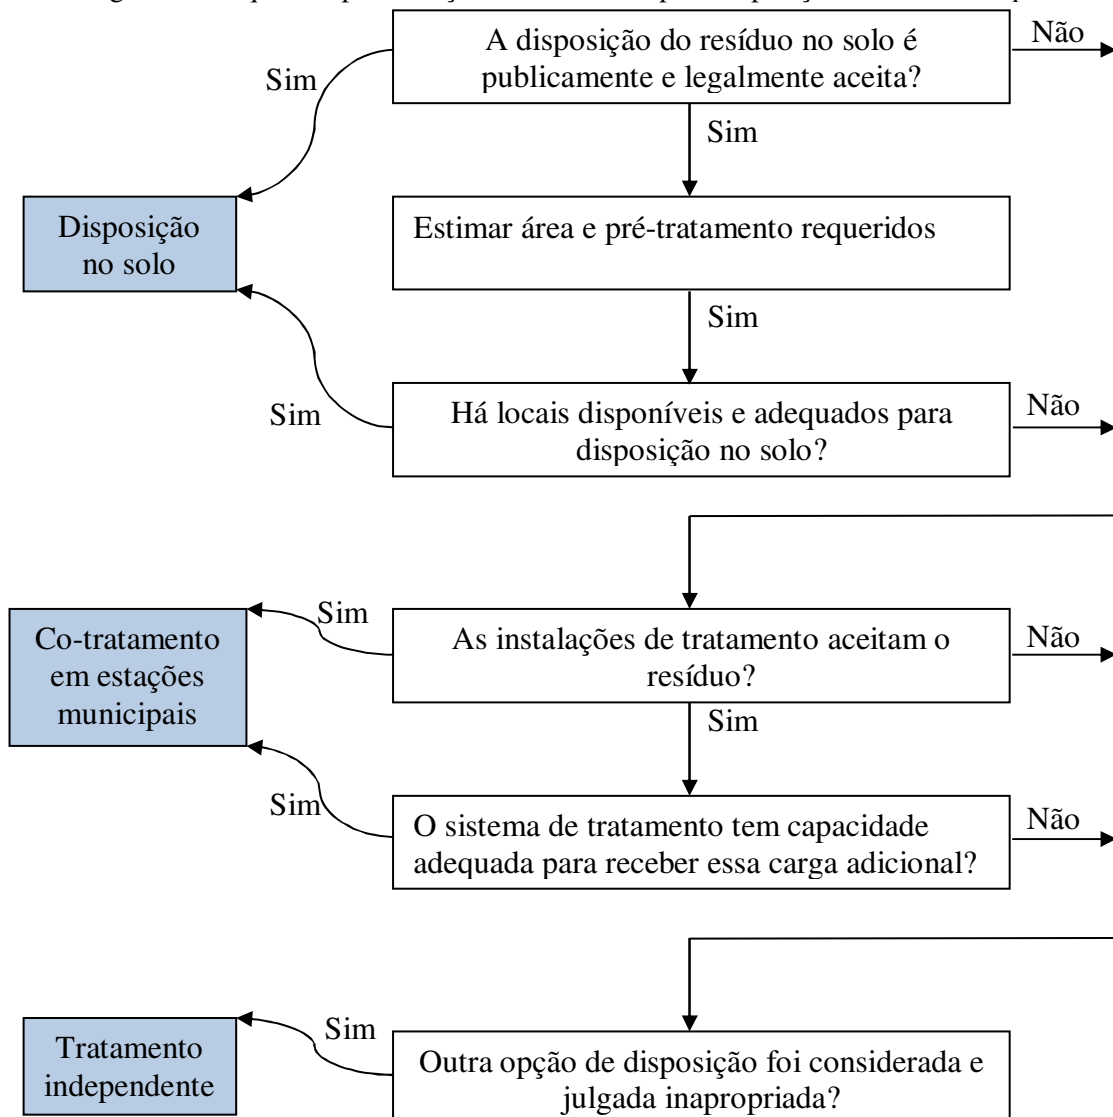 A disposição do resíduo no solo é
publicamente e legalmente aceita?
Não
Sim
Sim
Disposição
no solo
Estimar área e pré-tratamento requeridos
Sim
Há locais disponíveis e adequados para
disposição no solo?
Não
Sim
Co-tratamento
em estações
municipais
Sim
As instalações de tratamento aceitam o
resíduo?
Não
Sim
Sim
O sistema de tratamento tem capacidade
adequada para receber essa carga adicional?
Não
Tratamento
independente
Sim
Outra opção de disposição foi considerada e
julgada inapropriada?